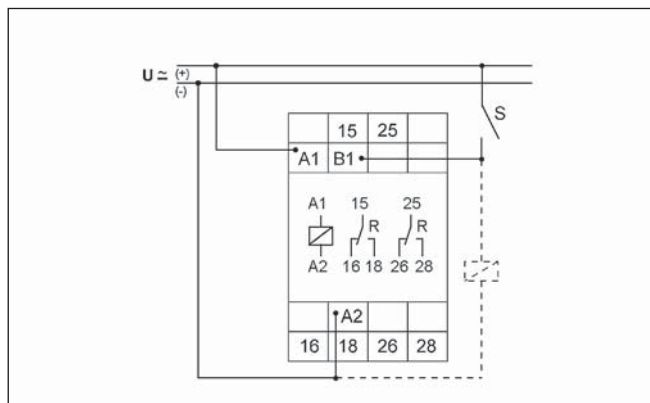 U ≃ (+)
(-)
S
15 25
A1 B1
A1 15 25
R R
A2 16 18 26 28
A2
16 18 26 28